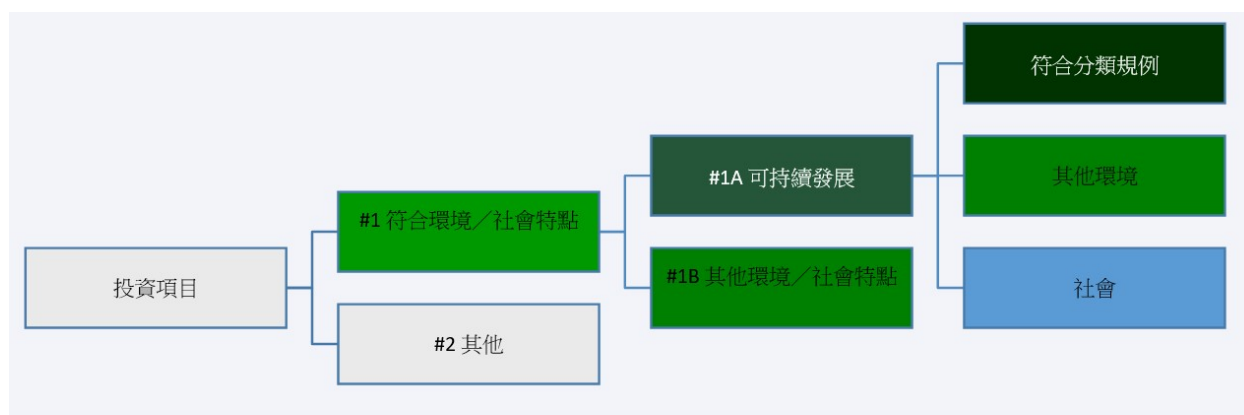 符合分類規例
#1A 可持續發展
其他環境
#1 符合環境／社會特點
#1B 其他環境／社會特點
投資項目
社會
#2 其他